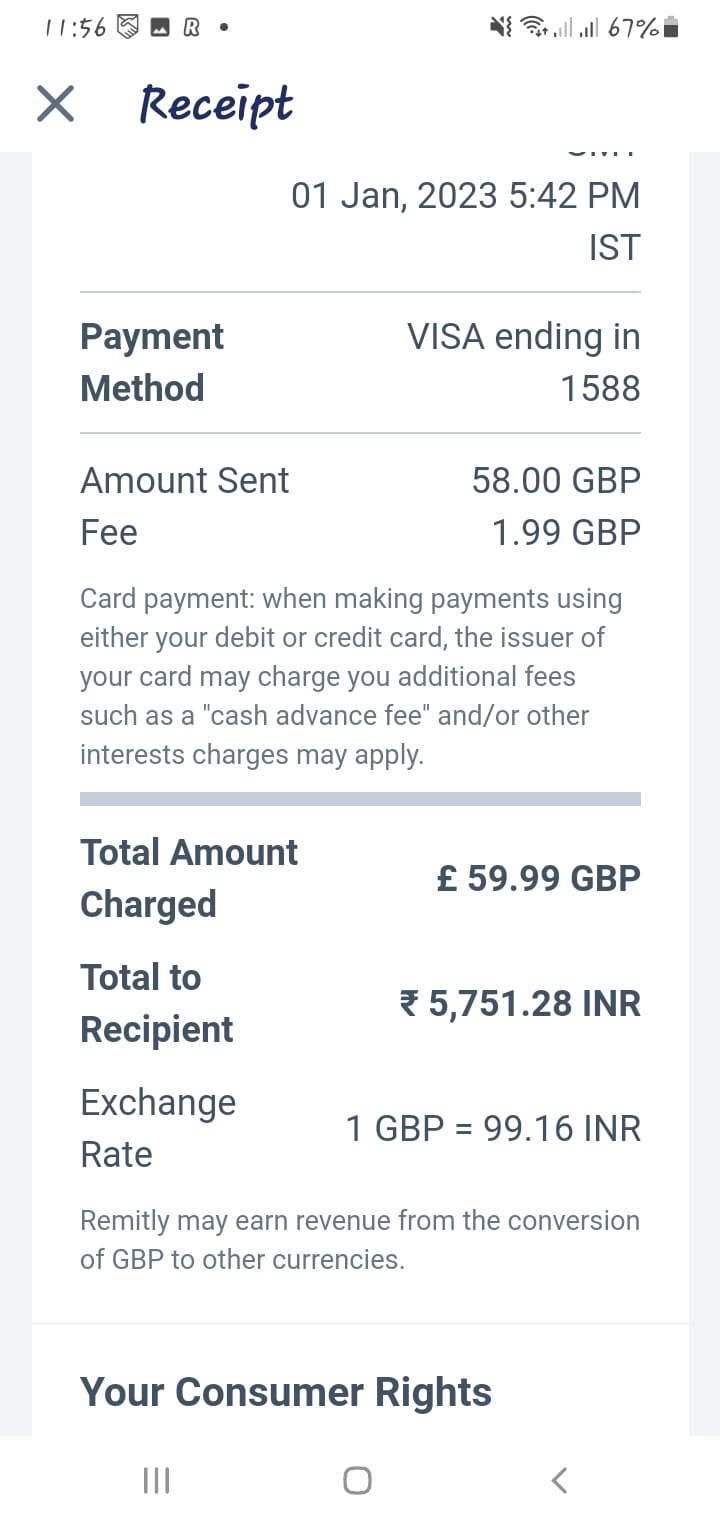 11:56 R
67%
Receipt
01 Jan, 2023 5:42 PM
IST
Payment
Method
VISA ending in
1588
Amount Sent 58.00 GBP
Fee 1.99 GBP
Card payment: when making payments using
either your debit or credit card, the issuer of
your card may charge you additional fees
such as a "cash advance fee" and/or other
interests charges may apply.
Total Amount
Charged
£ 59.99 GBP
Total to
Recipient
₹ 5,751.28 INR
Exchange
Rate
1 GBP = 99.16 INR
Remitly may earn revenue from the conversion
of GBP to other currencies.
Your Consumer Rights